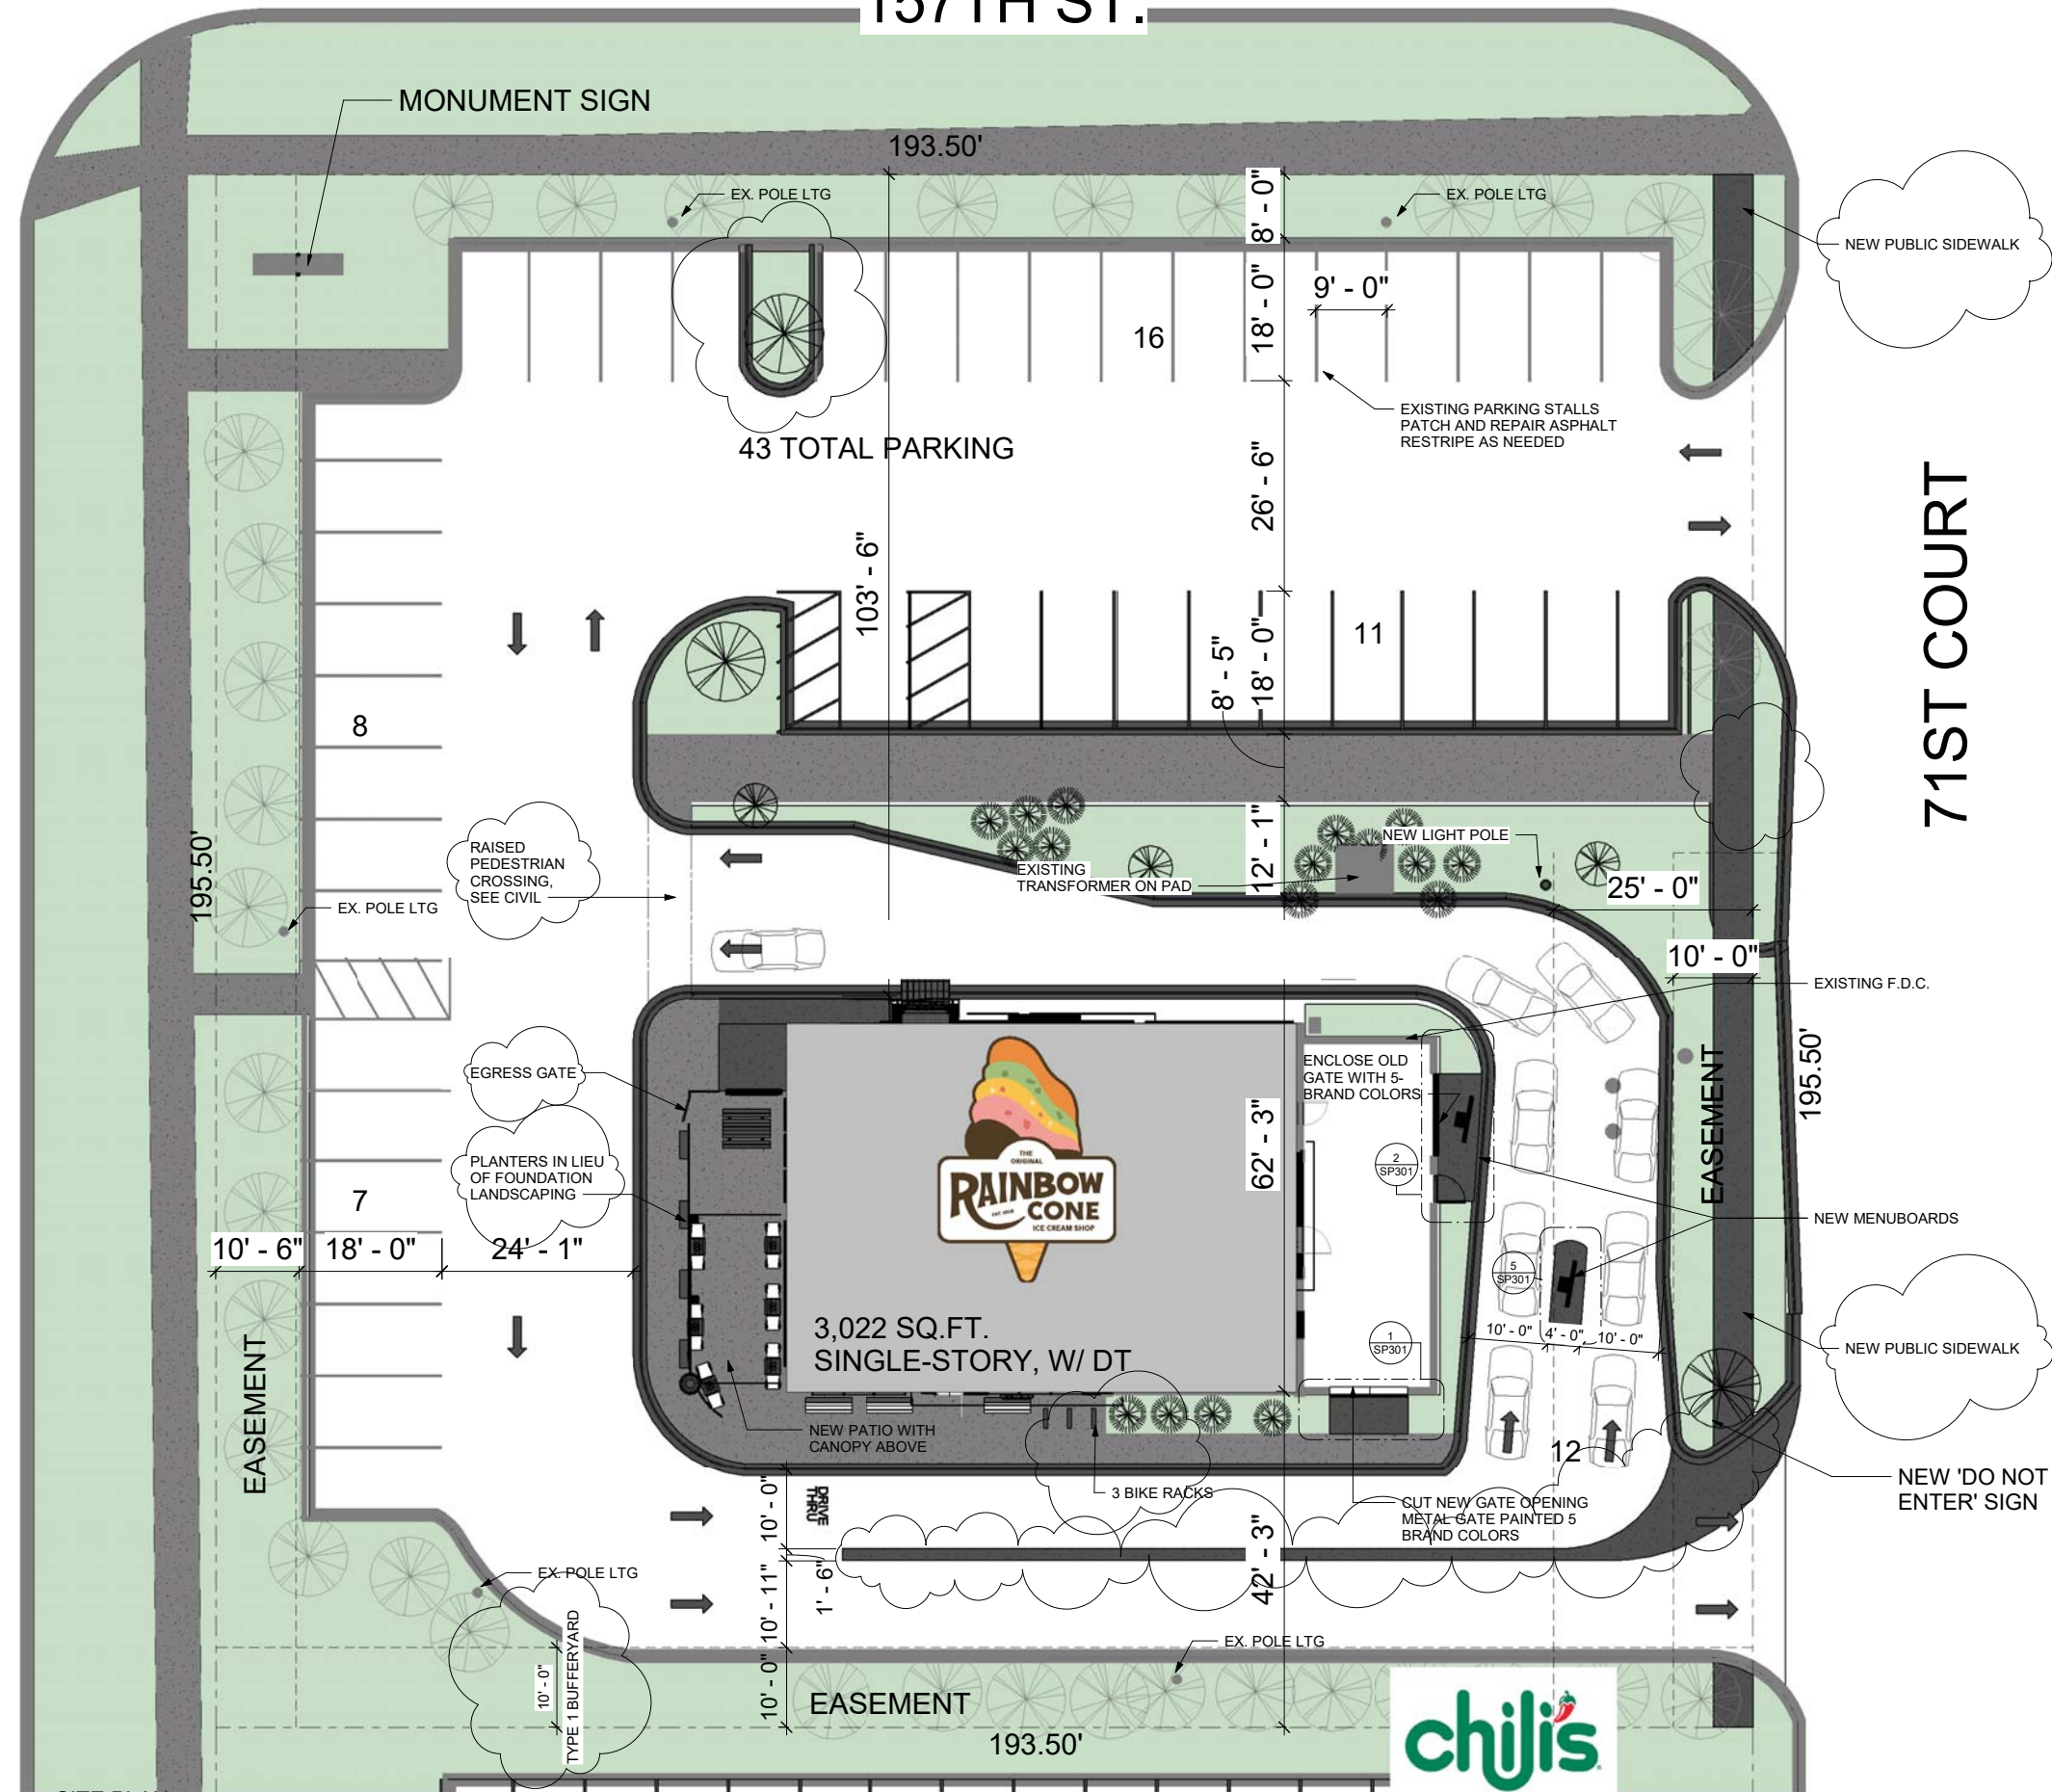 157TH ST.
MONUMENT SIGN
193.50'
EX. POLE LTG
EX. POLE LTG
8' - 0"
NEW PUBLIC SIDEWALK
18' - 0"
9' - 0"
16
EXISTING PARKING STALLS
PATCH AND REPAIR ASPHALT
RESTRIPE AS NEEDED
43 TOTAL PARKING
26' - 6"
103' - 6"
71ST COURT
11
18' - 0"
8' - 5"
8
195.50'
RAISED
PEDESTRIAN
CROSSING,
SEE CIVIL
EX. POLE LTG
12' - 1"
NEW LIGHT POLE
EXISTING
TRANSFORMER ON PAD
25' - 0"
10' - 0"
EXISTING F.D.C.
EGRESS GATE
ENCLOSE OLD
GATE WITH 5-
BRAND COLORS
EASEMENT
195.50'
THE
ORIGINAL
RAINBOW
CONE
EST. 1926
ICE CREAM SHOP
62' - 3"
2
SP301
PLANTERS IN LIEU
OF FOUNDATION
LANDSCAPING
7
NEW MENUBOARDS
10' - 6"
18' - 0"
24' - 1"
5
SP301
3,022 SQ.FT.
SINGLE-STORY, W/ DT
1
SP301
10' - 0"
4' - 0"
10' - 0"
NEW PUBLIC SIDEWALK
EASEMENT
NEW PATIO WITH
CANOPY ABOVE
12
NEW 'DO NOT
ENTER' SIGN
3 BIKE RACKS
CUT NEW GATE OPENING
METAL GATE PAINTED 5
BRAND COLORS
DRIVE
THRU
10' - 0"
42' - 3"
1' - 6"
10' - 11"
EX. POLE LTG
EX. POLE LTG
10' - 0"
TYPE 1 BUFFERYARD
10' - 0"
EASEMENT
193.50'
chili's